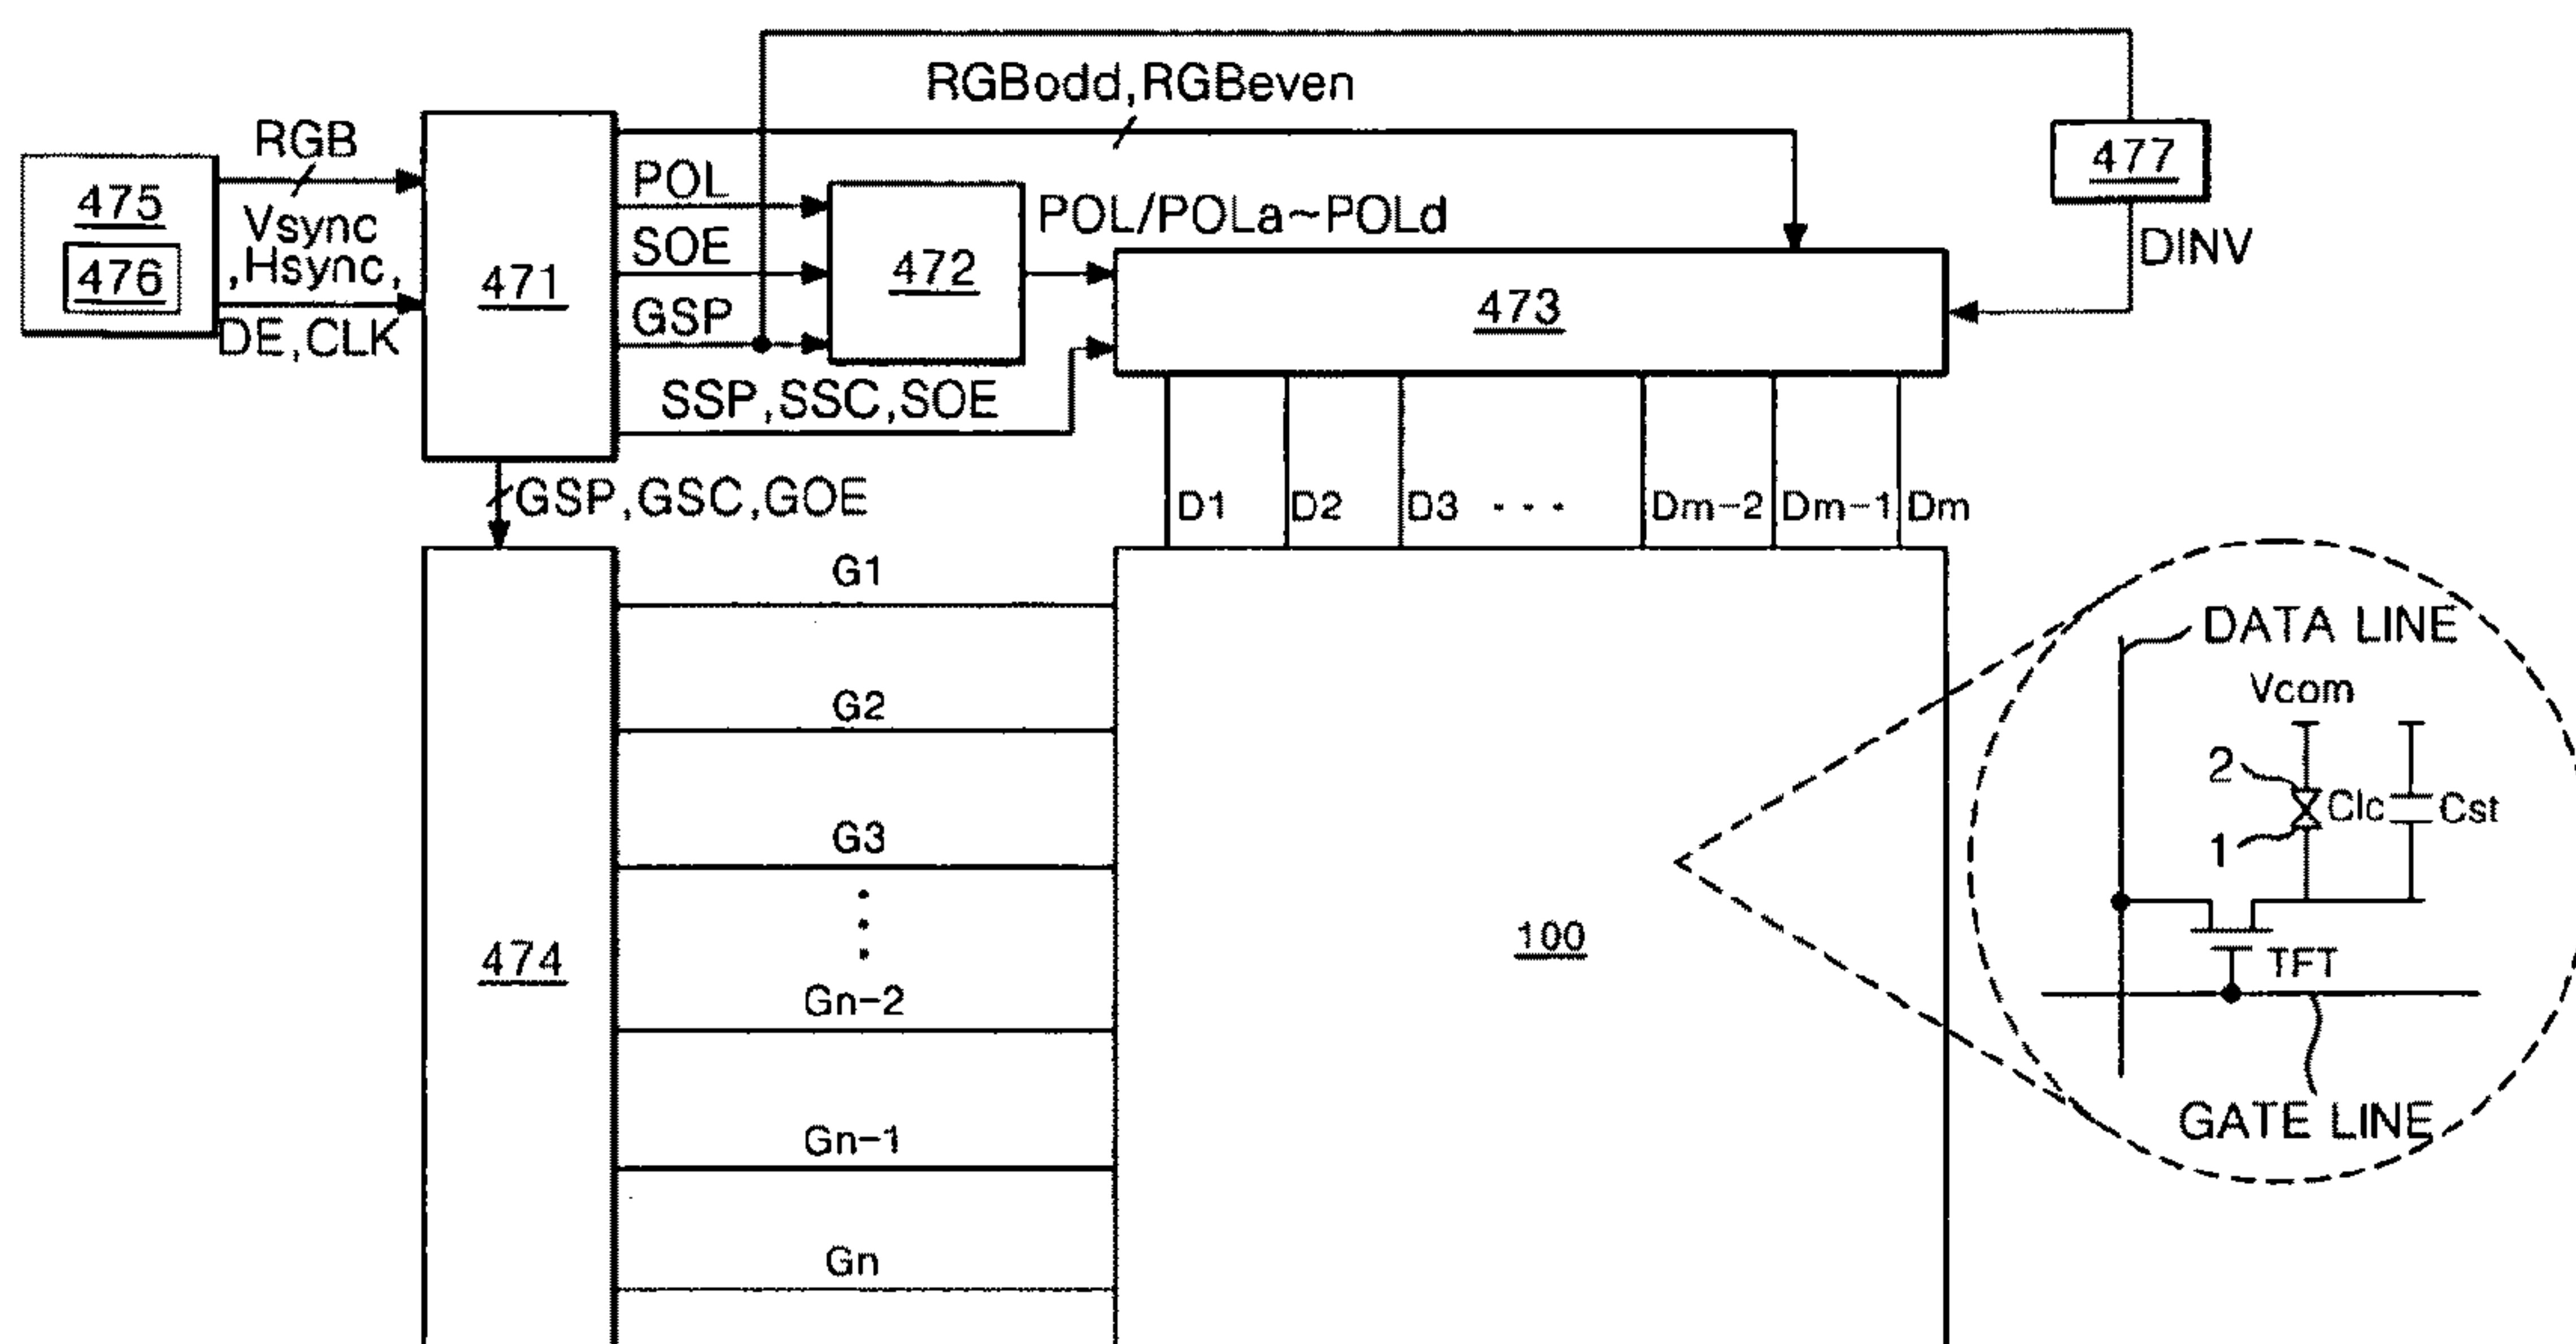 RGBodd,RGBeven
RGB
475
476
Vsync
,Hsync,
DE,CLK
471
POL
SOE
GSP
472
POL/POLa~POLd
477
DINV
473
SSP,SSC,SOE
GSP,GSC,GOE
D1 D2 D3 ··· Dm-2 Dm-1 Dm
G1
G2
G3
Gn-2
Gn-1
Gn
474
100
DATA LINE
Vcom
2
Clc
Cst
1
TFT
GATE LINE